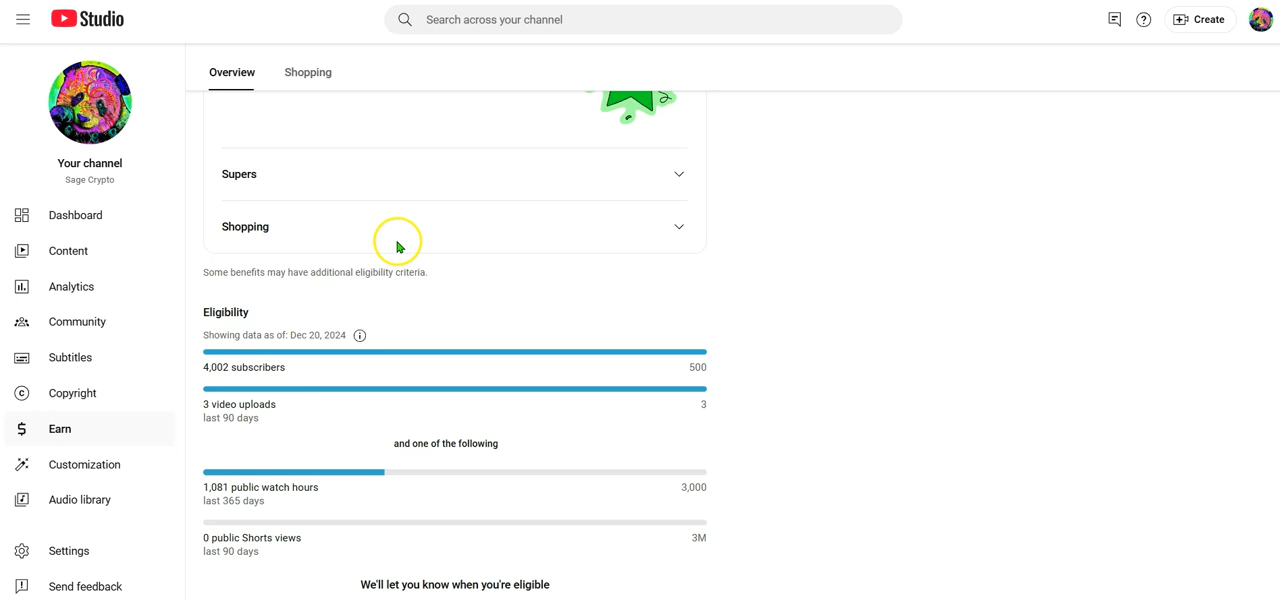 Studio
Search across your channel
Create
Overview
Shopping
Your channel
Sage Crypto
Supers
Dashboard
Shopping
Content
Some benefits may have additional eligibility criteria.
Analytics
Eligibility
Community
Showing data as of: Dec 20, 2024
Subtitles
4,002 subscribers 500
Copyright
3 video uploads 3
last 90 days
Earn
and one of the following
Customization
1,081 public watch hours 3,000
last 365 days
Audio library
0 public Shorts views 3M
last 90 days
Settings
We'll let you know when you're eligible
Send feedback